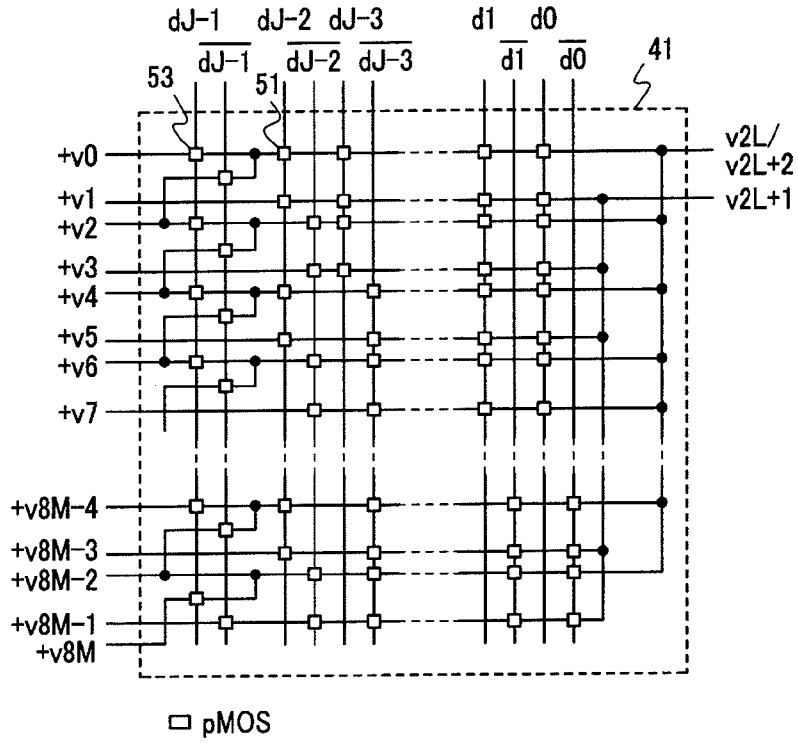 dJ-1 dJ-2 dJ-3 d1 d0
dJ-1 dJ-2 dJ-3 d1 d0
53 51 41
+v0 v2L/
v2L+2
+v1 v2L+1
+v2
+v3
+v4
+v5
+v6
+v7
+v8M-4
+v8M-3
+v8M-2
+v8M-1
+v8M
pMOS